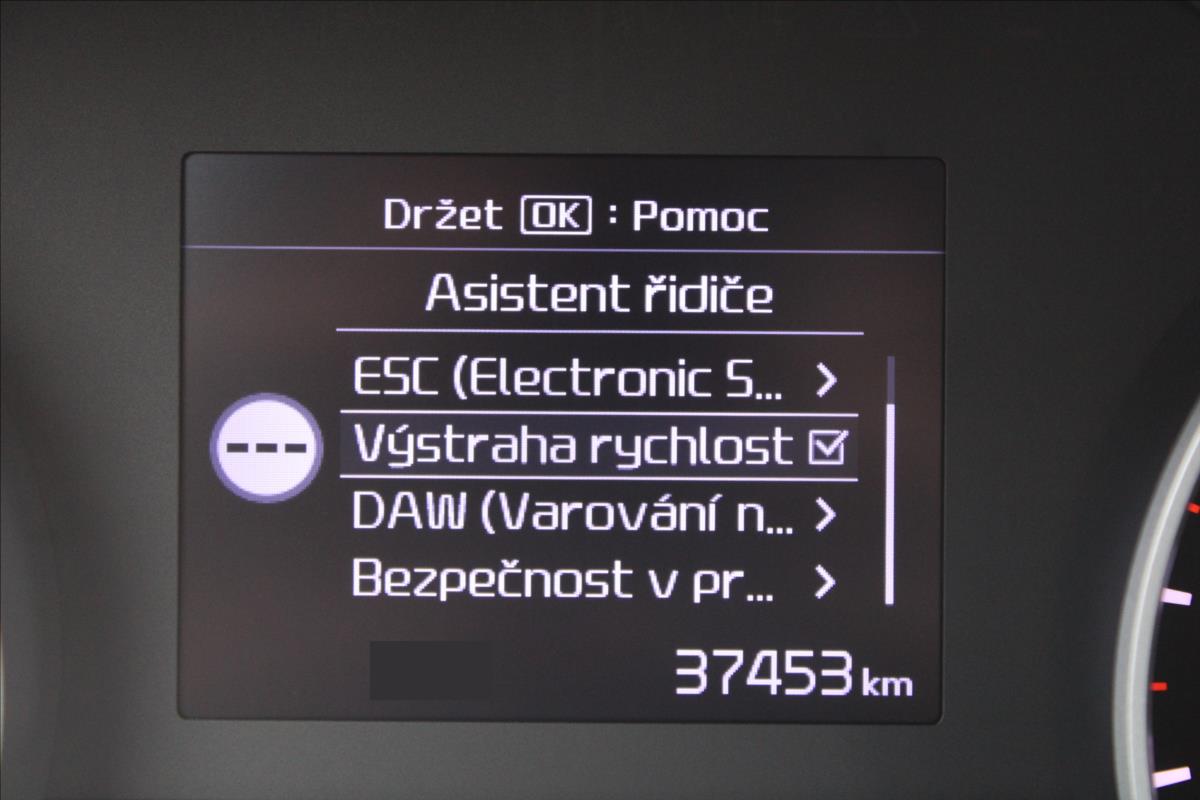 Držet OK : Pomoc
Asistent řidiče
ESC (Electronic S...
Výstraha rychlost
---
DAW (Varování n...
Bezpečnost v pr...
37453 km